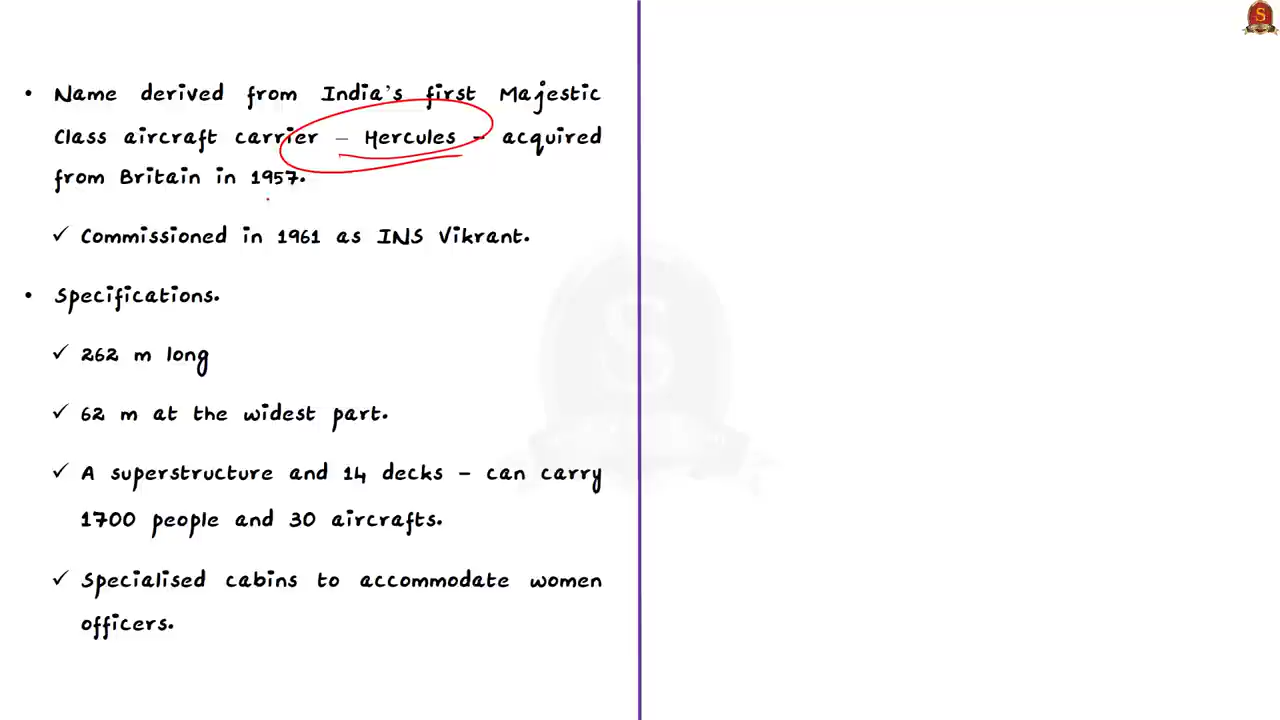 • Name derived from India's first Majestic
Class aircraft carrier – Hercules – acquired
from Britain in 1957.
✓ Commissioned in 1961 as INS Vikrant.
• Specifications.
✓ 262 m long
✓ 62 m at the widest part.
✓ A superstructure and 14 decks – can carry
1700 people and 30 aircrafts.
✓ Specialised cabins to accommodate women
officers.
S